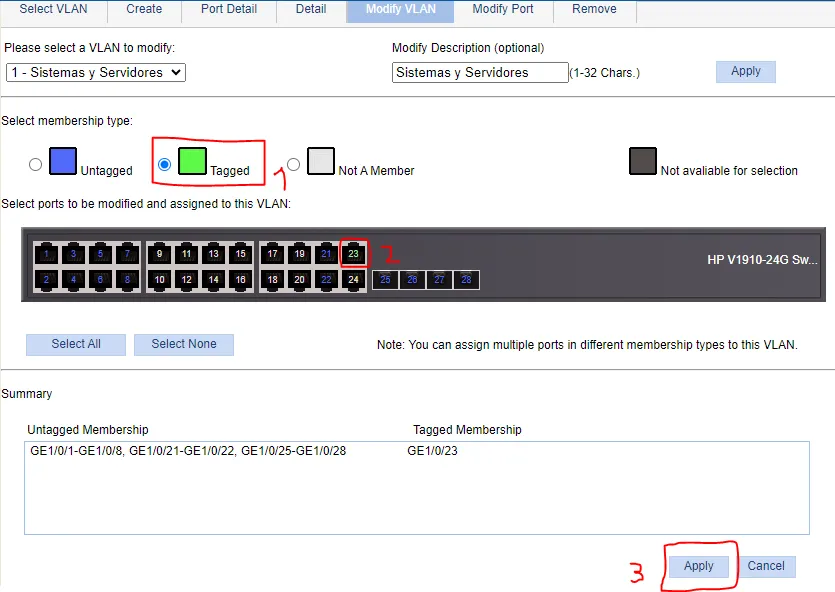 Select VLAN Create Port Detail Detail Modify VLAN Modify Port Remove
Please select a VLAN to modify: Modify Description (optional)
1 - Sistemas y Servidores Sistemas y Servidores (1-32 Chars.) Apply
Select membership type:
Untagged Tagged 1 Not A Member Not avaliable for selection
Select ports to be modified and assigned to this VLAN:
1 3 5 7 9 11 13 15 17 19 21 23 2 HP V1910-24G Sw...
2 4 6 8 10 12 14 16 18 20 22 24 25 26 27 28
Select All Select None Note: You can assign multiple ports in different membership types to this VLAN.
Summary
Untagged Membership Tagged Membership
GE1/0/1-GE1/0/8, GE1/0/21-GE1/0/22, GE1/0/25-GE1/0/28 GE1/0/23
3 Apply Cancel